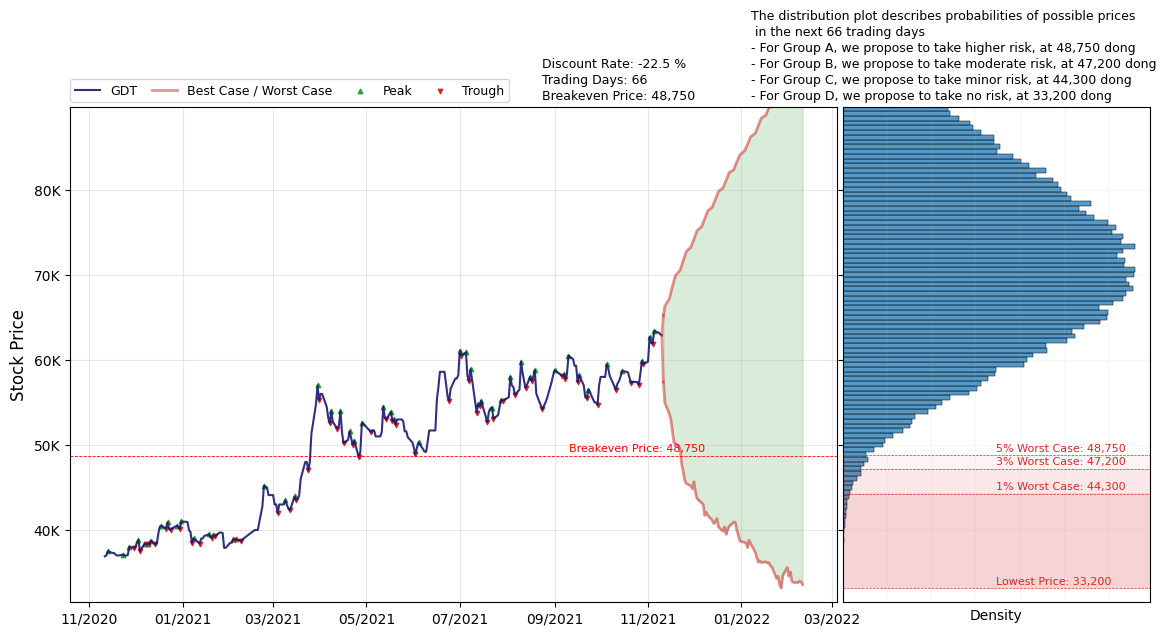 The distribution plot describes probabilities of possible prices
in the next 66 trading days
- For Group A, we propose to take higher risk, at 48,750 dong
- For Group B, we propose to take moderate risk, at 47,200 dong
- For Group C, we propose to take minor risk, at 44,300 dong
- For Group D, we propose to take no risk, at 33,200 dong
Discount Rate: -22.5 %
Trading Days: 66
Breakeven Price: 48,750
GDT Best Case / Worst Case Peak Trough
80K
70K
60K
50K
40K
Stock Price
Breakeven Price: 48,750
5% Worst Case: 48,750
3% Worst Case: 47,200
1% Worst Case: 44,300
Lowest Price: 33,200
11/2020 01/2021 03/2021 05/2021 07/2021 09/2021 11/2021 01/2022 03/2022
Density